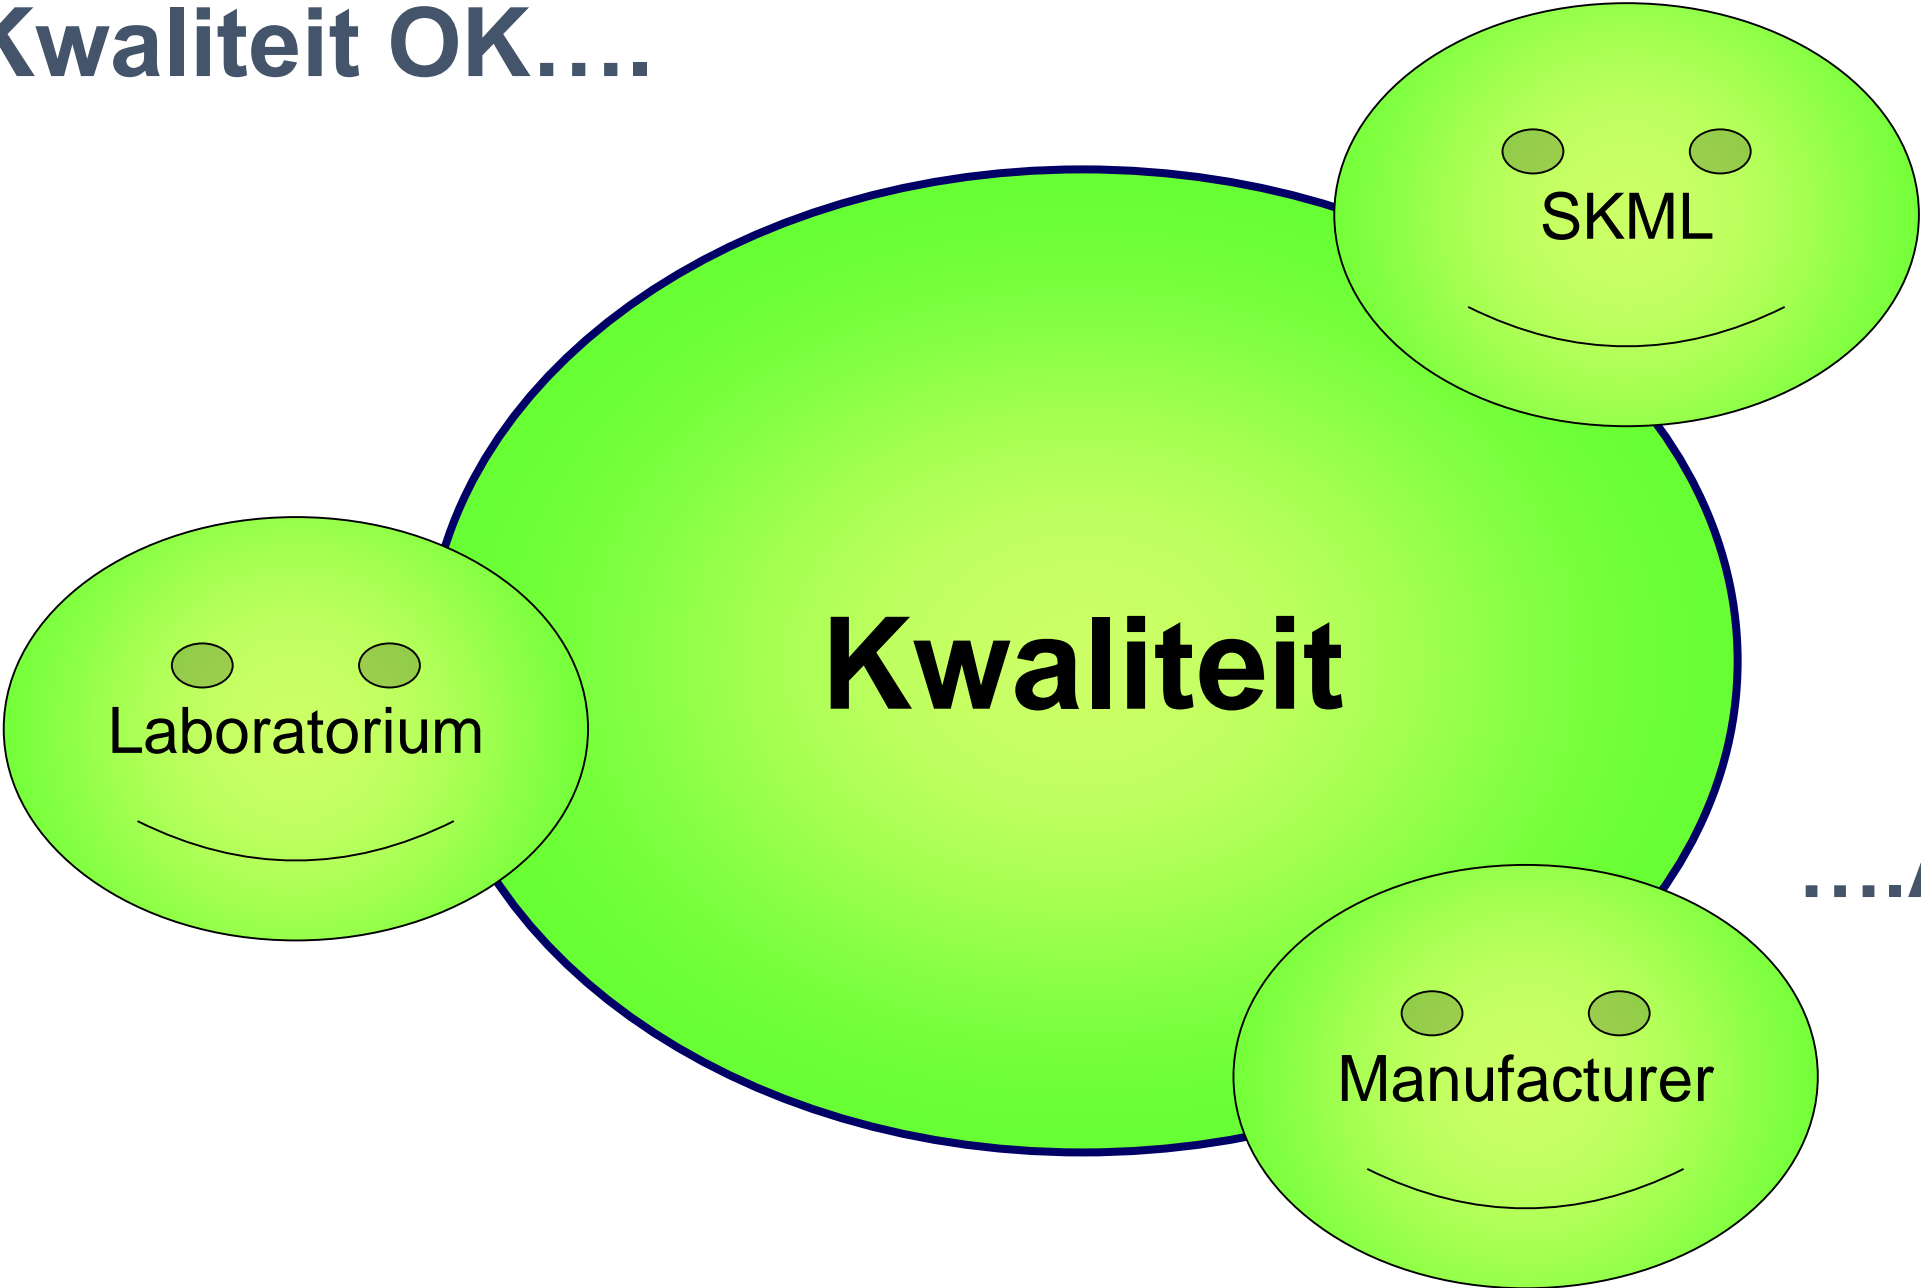 Kwaliteit OK....
SKML
Kwaliteit
Laboratorium
....
Manufacturer